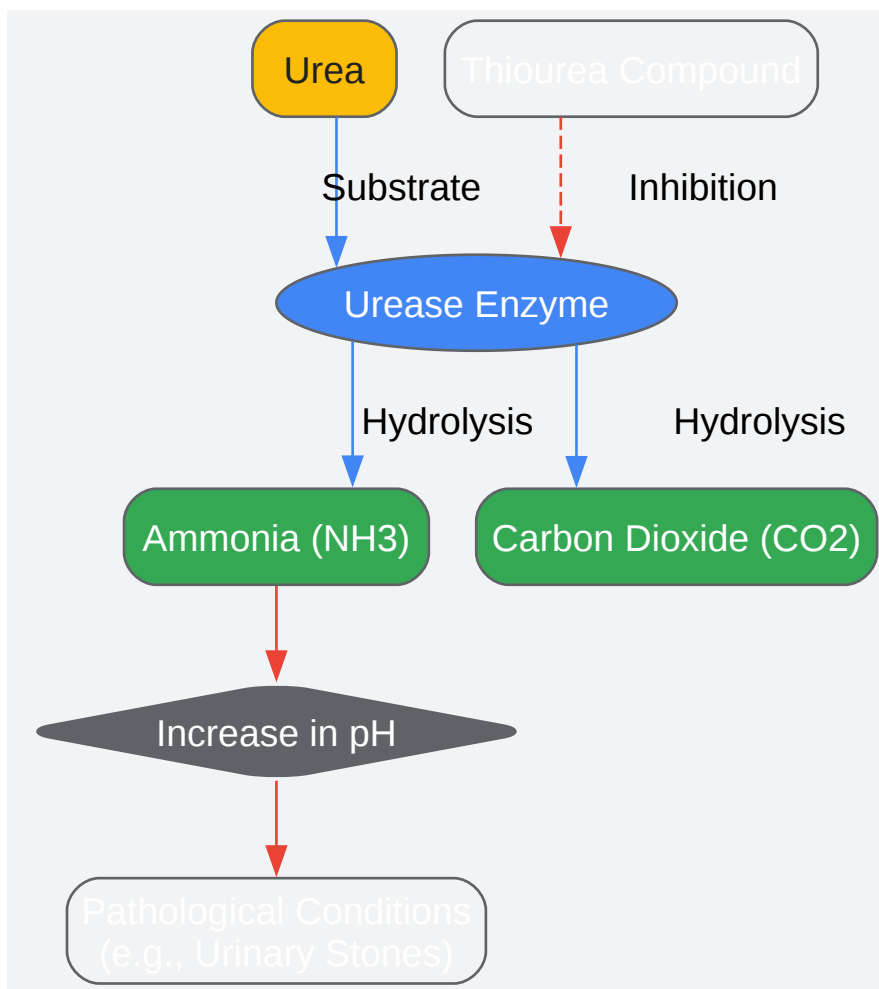 Urea
Thiourea Compound
Substrate
Inhibition
Urease Enzyme
Hydrolysis
Hydrolysis
Ammonia (NH3)
Carbon Dioxide (CO2)
Increase in pH
Pathological Conditions
(e.g., Urinary Stones)